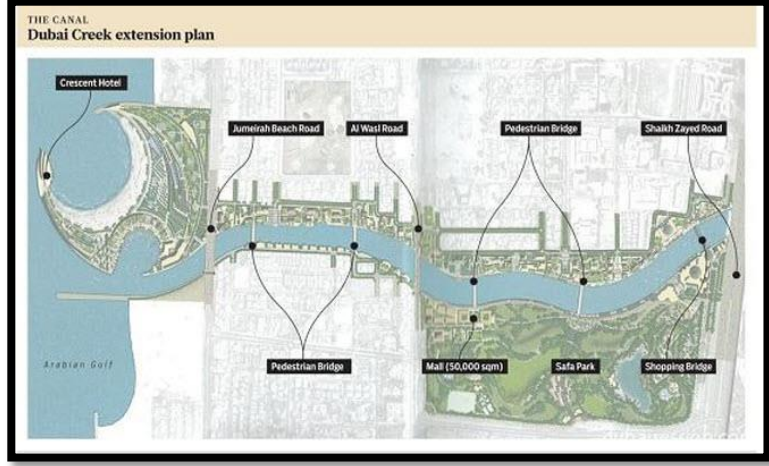 THE CANAL
Dubai Creek extension plan
Crescent Hotel
Jumeirah Beach Road
Al Wasl Road
Pedestrian Bridge
Shaikh Zayed Road
Arabian Gulf
Pedestrian Bridge
Mall (50,000 sqm)
Safa Park
Shopping Bridge